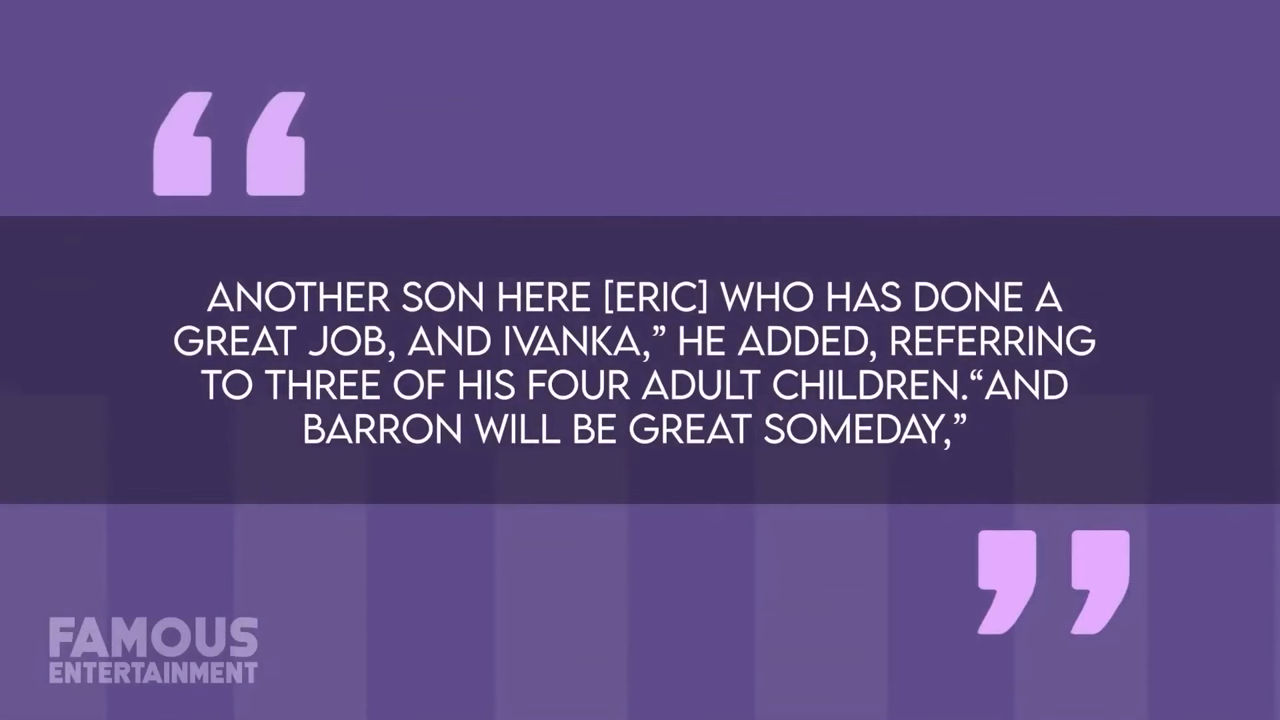 ANOTHER SON HERE [ERIC] WHO HAS DONE A
GREAT JOB, AND IVANKA,” HE ADDED, REFERRING
TO THREE OF HIS FOUR ADULT CHILDREN.“AND
BARRON WILL BE GREAT SOMEDAY,”
FAMOUS
ENTERTAINMENT